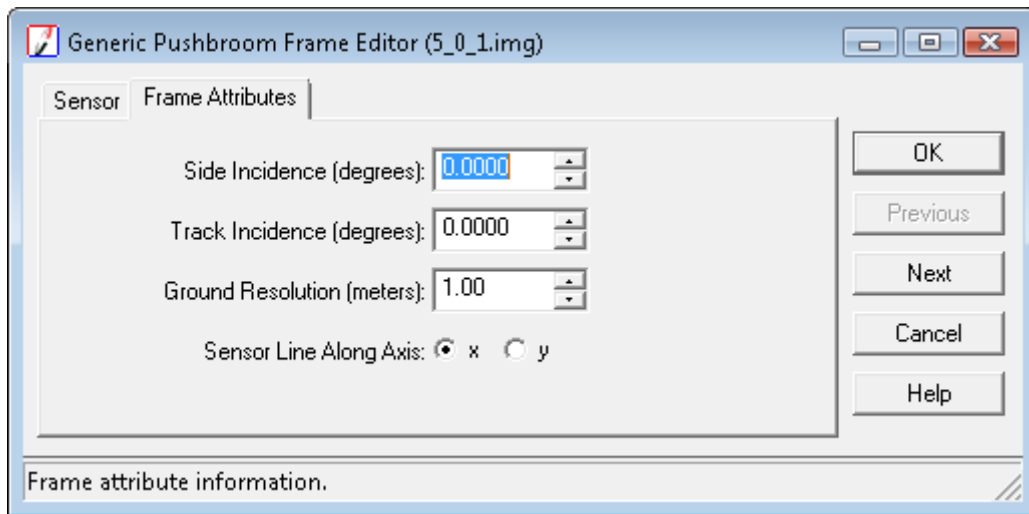 Generic Pushbroom Frame Editor (5_0_1.img)
Sensor
Frame Attributes
Side Incidence (degrees): 0.0000
Track Incidence (degrees): 0.0000
Ground Resolution (meters): 1.00
Sensor Line Along Axis: x y
OK
Previous
Next
Cancel
Help
Frame attribute information.